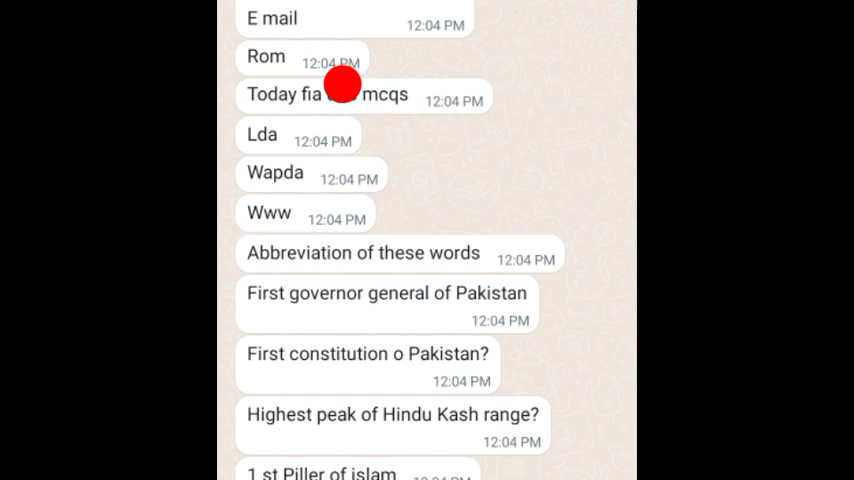 E mail
12:04 PM
Rom
12:04 PM
Today fia mcqs
12:04 PM
Lda
12:04 PM
Wapda
12:04 PM
Www
12:04 PM
Abbreviation of these words
12:04 PM
First governor general of Pakistan
12:04 PM
First constitution o Pakistan?
12:04 PM
Highest peak of Hindu Kash range?
12:04 PM
1 st Piller of islam
12:04 PM